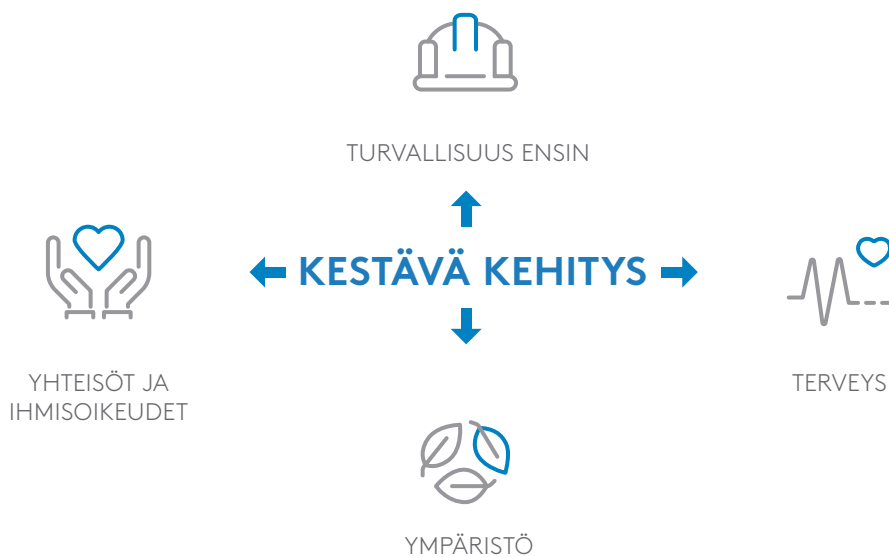 TURVALLISUUS ENSIN
KESTÄVÄ KEHITYS
YHTEISÖT JA
IHMISOIKEUDET
TERVEYS
YMPÄRISTÖ